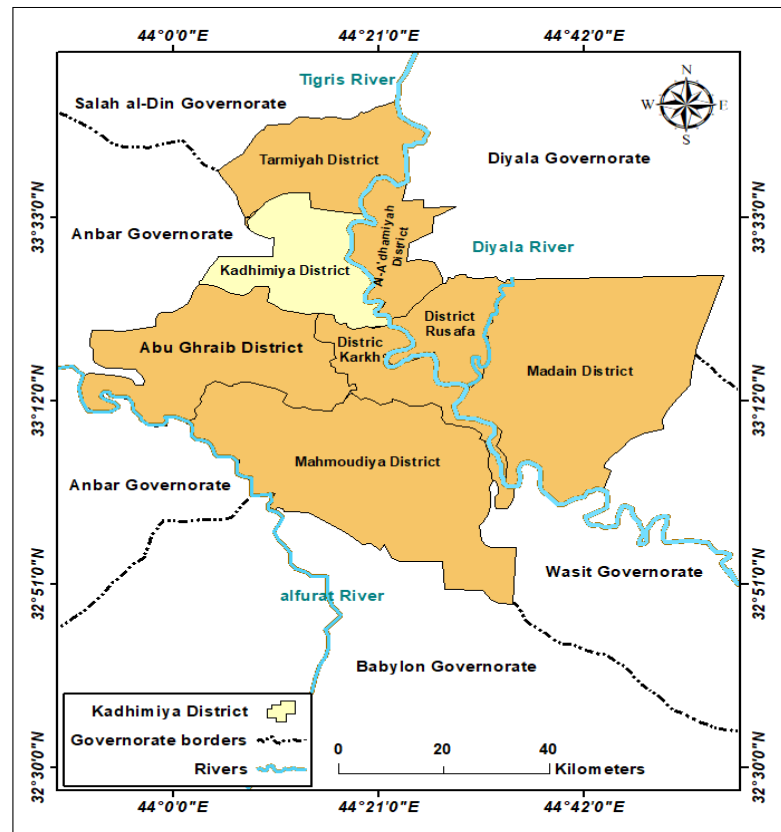 44°0'0"E
44°21'0"E
44°42'0"E
Tigris River
N
W
E
S
Salah al-Din Governorate
Tarmiyah District
Diyala Governorate
33°33'0"N
33°33'0"N
Anbar Governorate
Al-A'dhamiyah
District
Diyala River
Kadhimiya District
District
Rusafa
Distric
Karkh
Abu Ghraib District
Madain District
33°12'0"N
33°12'0"N
Mahmoudiya District
Anbar Governorate
Wasit Governorate
32°51'0"N
32°51'0"N
alfurat River
Babylon Governorate
Kadhimiya District
Governorate borders
Rivers
0
20
40
Kilometers
32°30'0"N
32°30'0"N
44°0'0"E
44°21'0"E
44°42'0"E